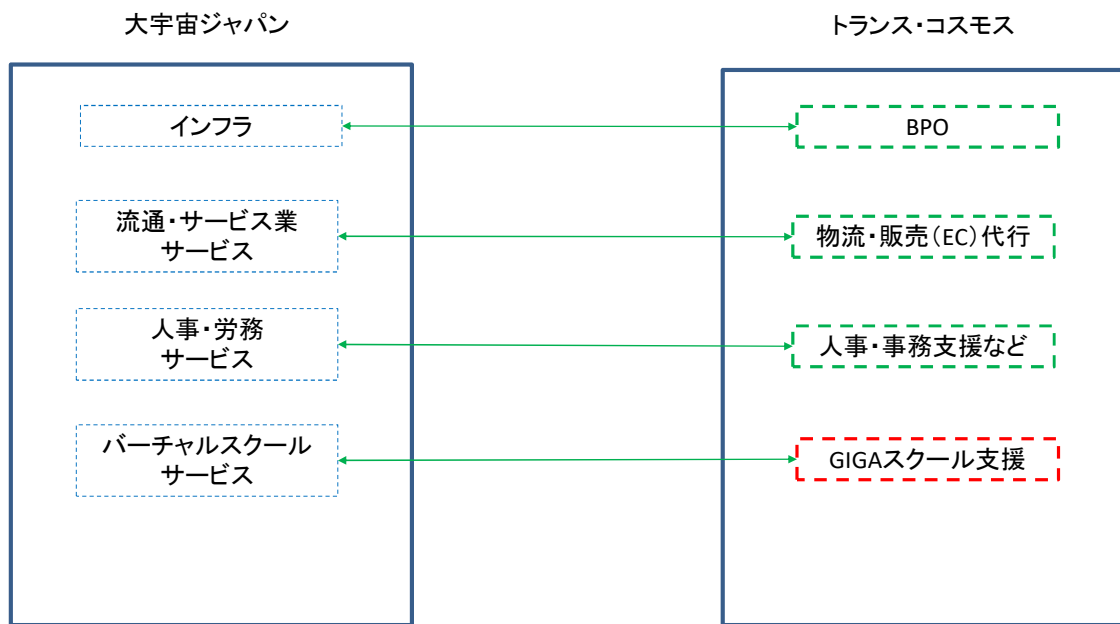 大宇宙ジャパン
トランス・コスモス
インフラ
BPO
流通・サービス業
サービス
物流・販売（EC）代行
人事・労務
サービス
人事・事務支援など
バーチャルスクール
サービス
GIGAスクール支援